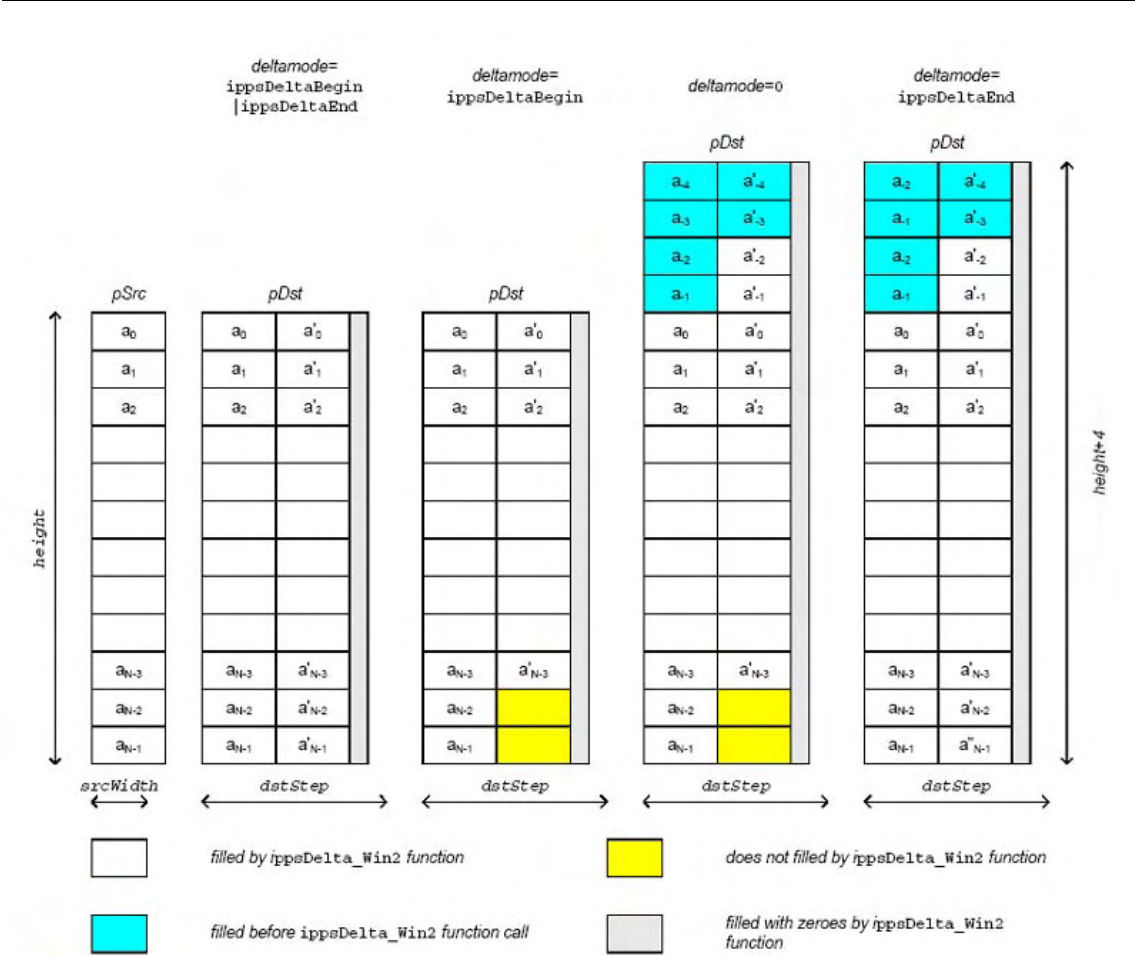 deltamode=
ippsDeltaBegin
|ippsDeltaEnd
deltamode=
ippsDeltaBegin
deltamode=0
deltamode=
ippsDeltaEnd
pDst pDst
a-4 a'-4 a-2 a'-4
a-3 a'-3 a-1 a'-3
a-2 a'-2 a-2 a'-2
a-1 a'-1 a-1 a'-1
pSrc pDst pDst
a0 a0 a'0 a0 a'0 a0 a'0 a0 a'0
a1 a1 a'1 a1 a'1 a1 a'1 a1 a'1
a2 a2 a'2 a2 a'2 a2 a'2 a2 a'2
height
height+4
aN-3 aN-3 a'N-3 aN-3 a'N-3 aN-3 a'N-3 aN-3 a'N-3
aN-2 aN-2 a'N-2 aN-2 aN-2 aN-2 a'N-2
aN-1 aN-1 a'N-1 aN-1 aN-1 aN-1 a"N-1
srcWidth dstStep dstStep dstStep dstStep
filled by ippsDelta_Win2 function
does not filled by ippsDelta_Win2 function
filled before ippsDelta_Win2 function call
filled with zeroes by ippsDelta_Win2
function